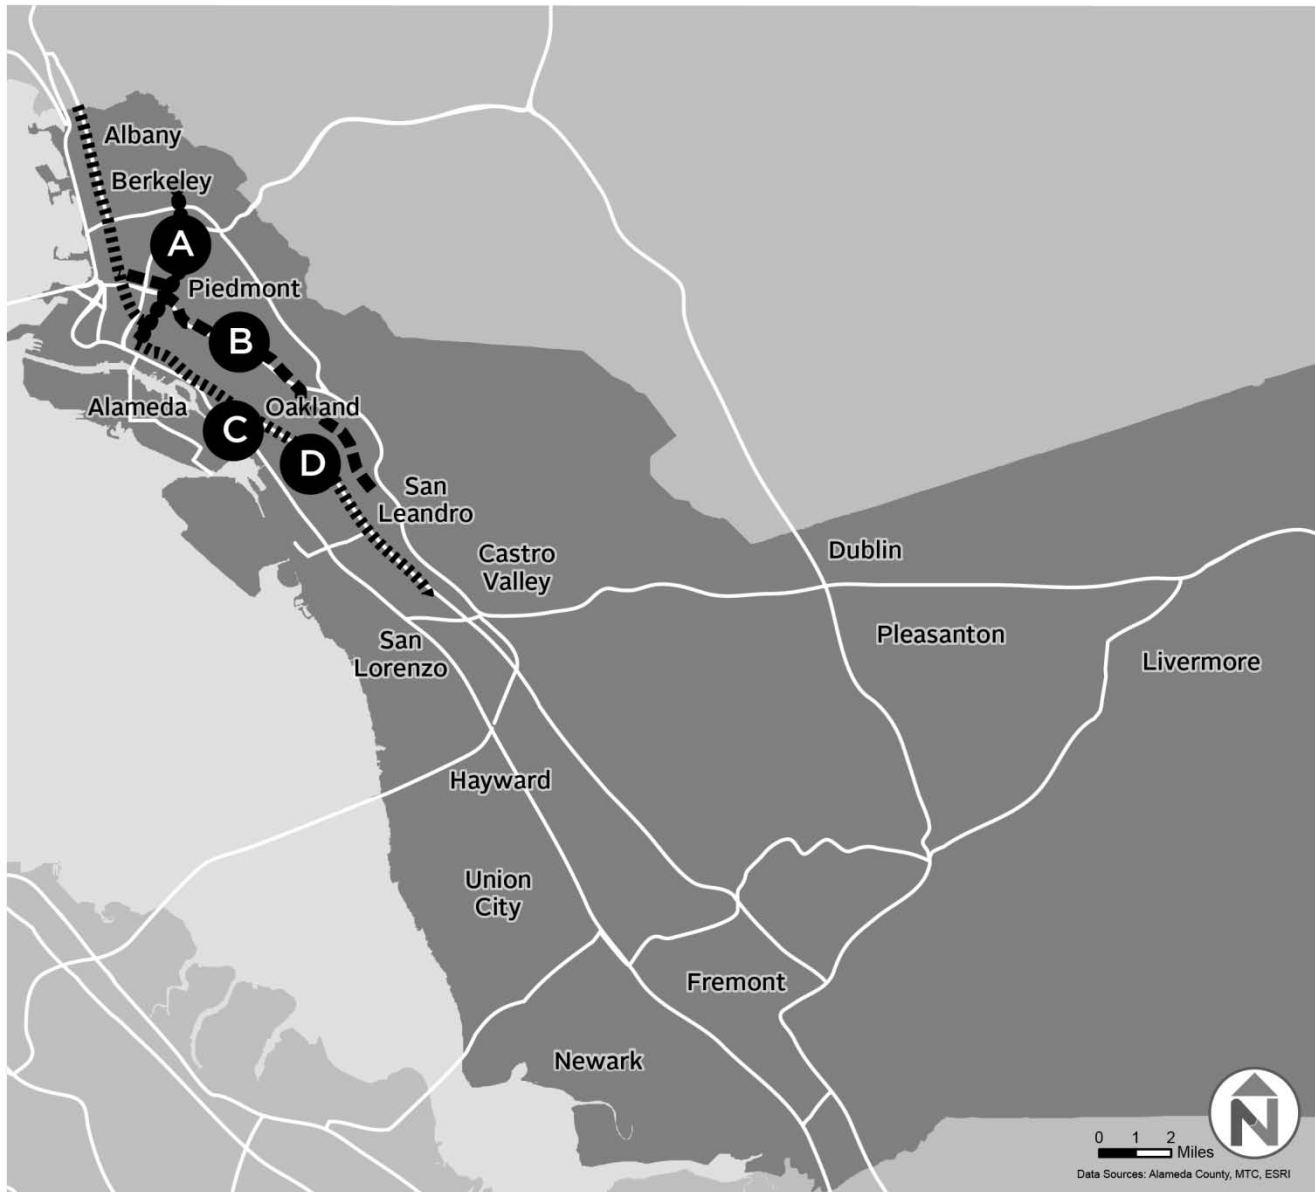 Albany
Berkeley
A
Piedmont
B
Alameda
Oakland
C
D
San
Leandro
Castro
Valley
Dublin
San
Lorenzo
Pleasanton
Livermore
Hayward
Union
City
Fremont
Newark
N
0 1 2
Miles
Data Sources: Alameda County, MTC, ESRI